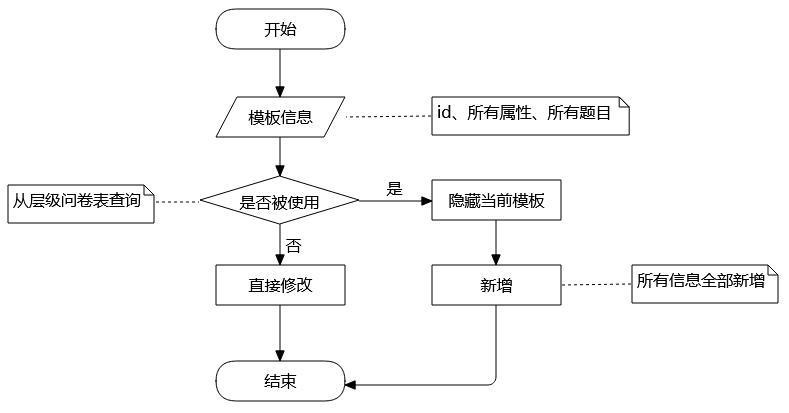 开始
模板信息
id、所有属性、所有题目
从层级问卷表查询
是否被使用
是
隐藏当前模板
否
直接修改
新增
所有信息全部新增
结束